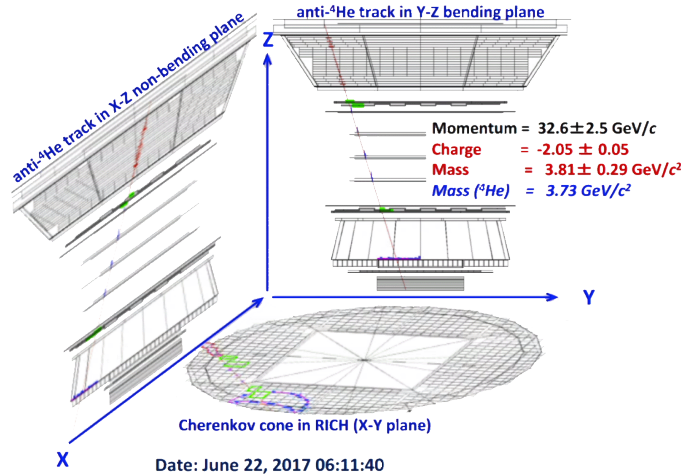 anti-⁴He track in Y-Z bending plane
anti-⁴He track in X-Z non-bending plane
Z
Momentum = 32.6±2.5 GeV/c
Charge = -2.05 ± 0.05
Mass = 3.81 ± 0.29 GeV/c²
Mass (⁴He) = 3.73 GeV/c²
Y
Cherenkov cone in RICH (X-Y plane)
X
Date: June 22, 2017 06:11:40